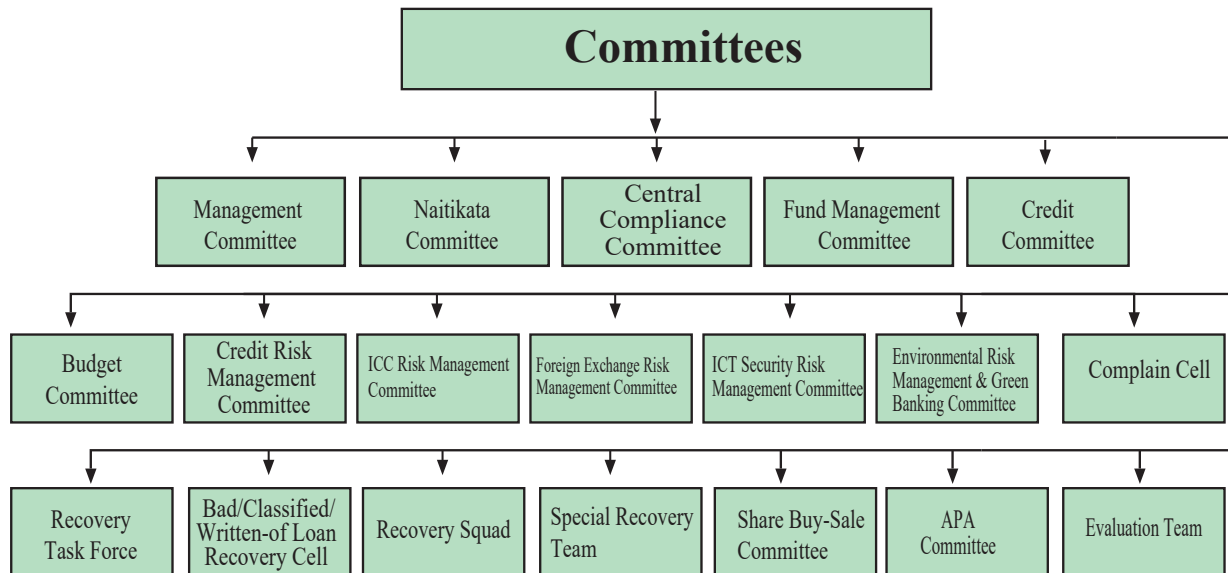 Committees
Management
Committee
Naitikata
Committee
Central
Compliance
Committee
Fund Management
Committee
Credit
Committee
Budget
Committee
Credit Risk
Management
Committee
ICC Risk Management
Committee
Foreign Exchange Risk
Management Committee
ICT Security Risk
Management Committee
Environmental Risk
Management & Green
Banking Committee
Complain Cell
Recovery
Task Force
Bad/Classified/
Written-of Loan
Recovery Cell
Recovery Squad
Special Recovery
Team
Share Buy-Sale
Committee
APA
Committee
Evaluation Team